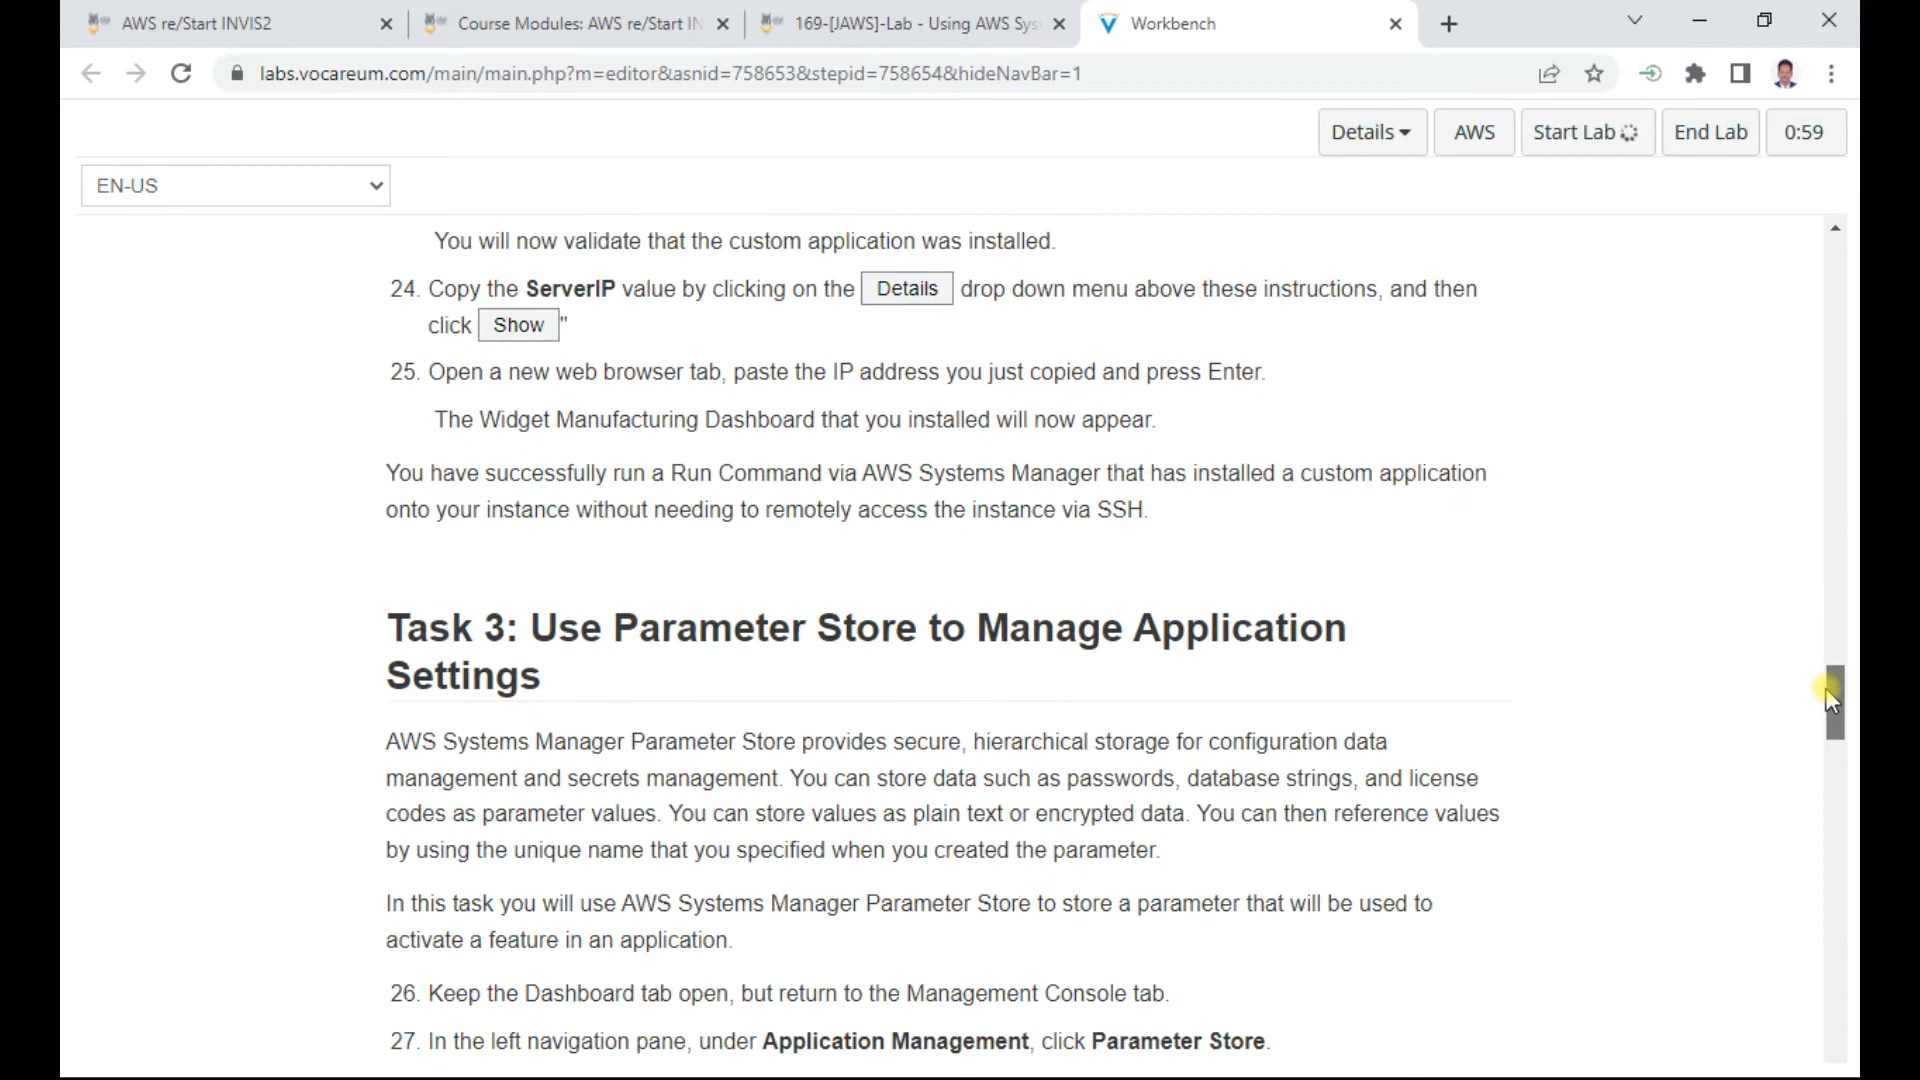 AWS re/Start INVIS2
Course Modules: AWS re/Start IN
169-[JAWS]-Lab - Using AWS Sys
Workbench
labs.vocareum.com/main/main.php?m=editor&asnid=758653&stepid=758654&hideNavBar=1
Details
AWS
Start Lab
End Lab
0:59
EN-US
You will now validate that the custom application was installed.
24. Copy the ServerIP value by clicking on the Details drop down menu above these instructions, and then
click Show "
25. Open a new web browser tab, paste the IP address you just copied and press Enter.
The Widget Manufacturing Dashboard that you installed will now appear.
You have successfully run a Run Command via AWS Systems Manager that has installed a custom application
onto your instance without needing to remotely access the instance via SSH.
Task 3: Use Parameter Store to Manage Application
Settings
AWS Systems Manager Parameter Store provides secure, hierarchical storage for configuration data
management and secrets management. You can store data such as passwords, database strings, and license
codes as parameter values. You can store values as plain text or encrypted data. You can then reference values
by using the unique name that you specified when you created the parameter.
In this task you will use AWS Systems Manager Parameter Store to store a parameter that will be used to
activate a feature in an application.
26. Keep the Dashboard tab open, but return to the Management Console tab.
27. In the left navigation pane, under Application Management, click Parameter Store.